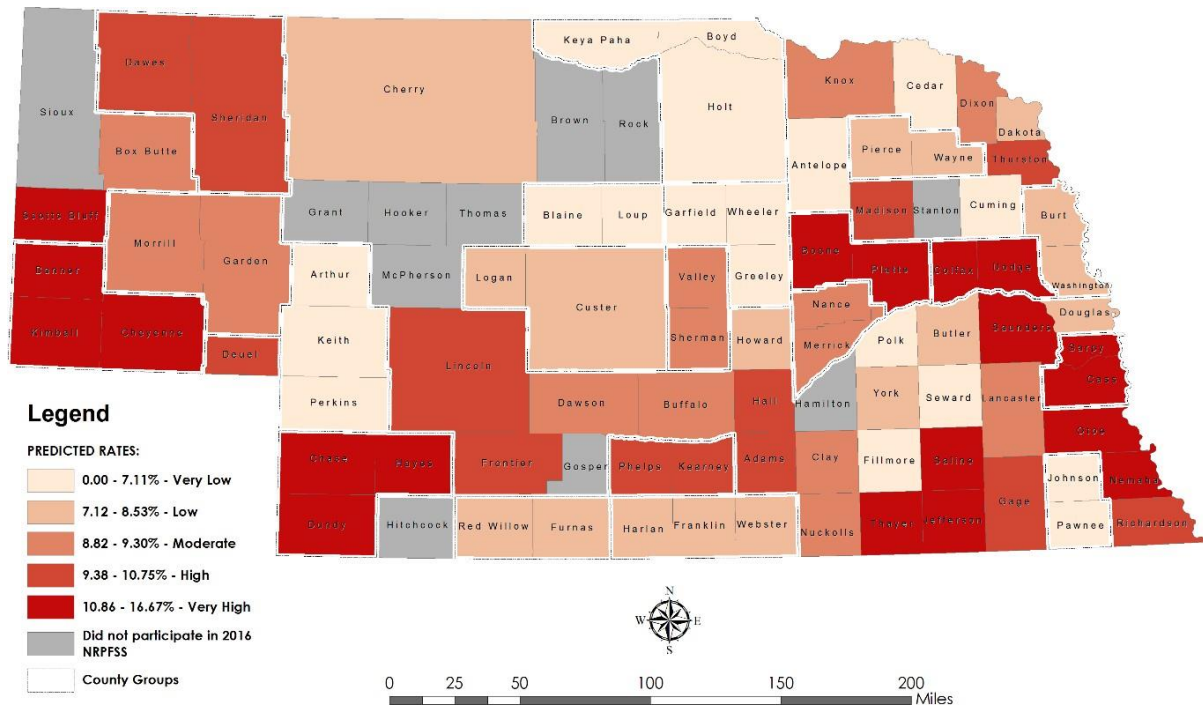 Keya Paha
Boyd
Knox
Cedar
Dixon
Dakota
Dawes
Sheridan
Cherry
Sioux
Brown
Rock
Holt
Box Butte
Antelope
Pierce
Wayne
Thurston
Scotts Bluff
Grant
Hooker
Thomas
Blaine
Loup
Garfield
Wheeler
Madison
Stanton
Cuming
Burt
Morrill
Garden
Banner
Arthur
McPherson
Logan
Custer
Valley
Greeley
Boone
Platte
Colfax
Dodge
Washington
Kimball
Cheyenne
Deuel
Keith
Lincoln
Sherman
Howard
Nance
Merrick
Polk
Butler
Saunders
Douglas
Sarpy
Cass
Perkins
Dawson
Buffalo
Hall
Hamilton
York
Seward
Lancaster
Otoe
Chase
Hayes
Frontier
Gosper
Phelps
Kearney
Adams
Clay
Fillmore
Saline
Gage
Johnson
Nemaha
Dundy
Hitchcock
Red Willow
Furnas
Harlan
Franklin
Webster
Nuckolls
Thayer
Jefferson
Pawnee
Richardson
Legend
PREDICTED RATES:
0.00 - 7.11% - Very Low
7.12 - 8.53% - Low
8.82 - 9.30% - Moderate
9.38 - 10.75% - High
10.86 - 16.67% - Very High
Did not participate in 2016
NRPFSS
County Groups
N
W E
S
0 25 50 100 150 200
Miles